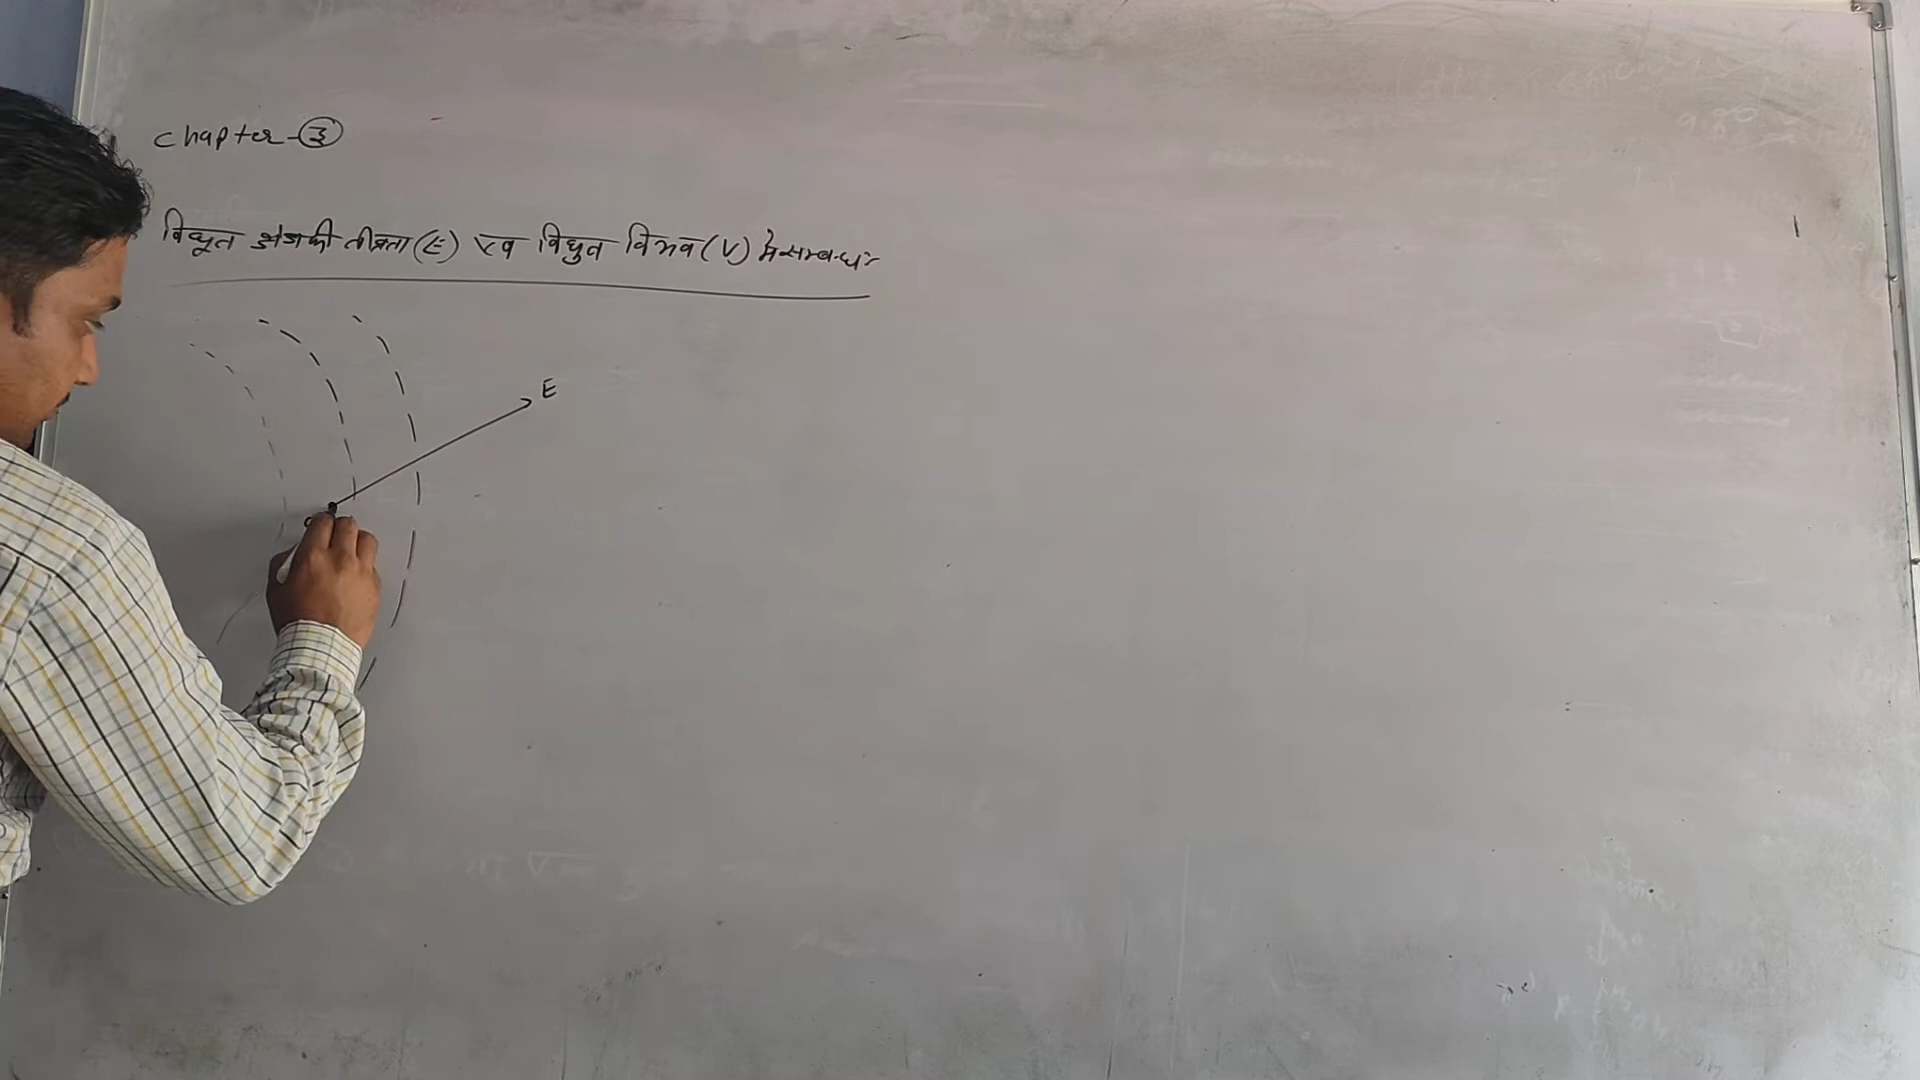 Chapter-③
विधुत क्षेत्र की तीव्रता (E) एवं विधुत विभव (V) मे सम्बन्ध :-
E